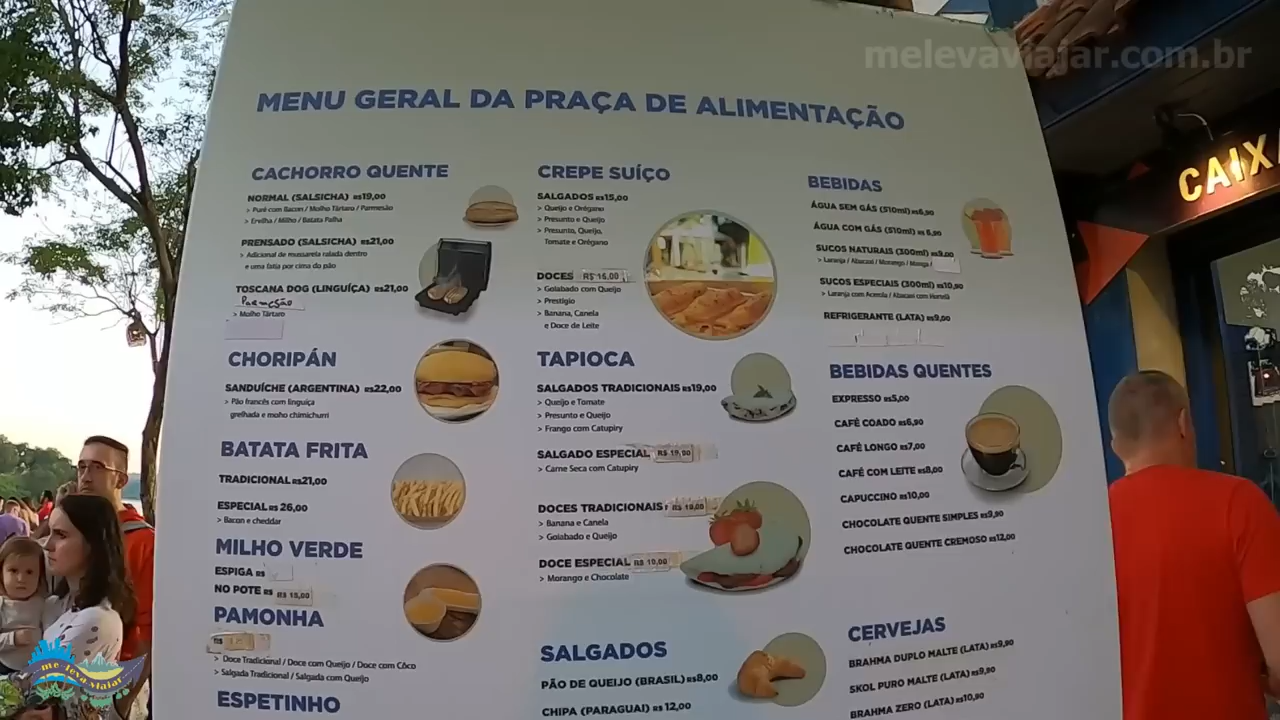 melevaviajar.com.br
CAIXA
MENU GERAL DA PRAÇA DE ALIMENTAÇÃO
CACHORRO QUENTE
NORMAL (SALSICHA) R$19,00
> Purê com Bacon / Molho Tártaro / Parmesão
> Ervilha / Milho / Batata Palha
PRENSADO (SALSICHA) R$21,00
> Adicional de mussarela ralada dentro
e uma fatia por cima do pão
TOSCANA DOG (LINGUIÇA) R$21,00
Parmesão
> Molho Tártaro
CHORIPÁN
SANDUÍCHE (ARGENTINA) R$22,00
> Pão francês com linguiça
grelhada e moho chimichurri
BATATA FRITA
TRADICIONAL R$21,00
ESPECIAL R$ 26,00
> Bacon e cheddar
MILHO VERDE
ESPIGA R$
NO POTE R$ R$ 15,00
PAMONHA
R$
> Doce Tradicional / Doce com Queijo / Doce com Côco
> Salgada Tradicional / Salgada com Queijo
ESPETINHO
CREPE SUÍÇO
SALGADOS R$15,00
> Queijo e Orégano
> Presunto e Queijo
> Presunto, Queijo,
Tomate e Orégano
DOCES R$ 15,00
> Goiabado com Queijo
> Prestígio
> Banana, Canela
e Doce de Leite
TAPIOCA
SALGADOS TRADICIONAIS R$19,00
> Queijo e Tomate
> Presunto e Queijo
> Frango com Catupiry
SALGADO ESPECIAL R$ 19,00
> Carne Seca com Catupiry
DOCES TRADICIONAIS R$ 19,00
> Banana e Canela
> Goiabado e Queijo
DOCE ESPECIAL R$ 19,00
> Morango e Chocolate
SALGADOS
PÃO DE QUEIJO (BRASIL) R$8,00
CHIPA (PARAGUAI) R$ 12,00
BEBIDAS
ÁGUA SEM GÁS (510ml) R$6,90
ÁGUA COM GÁS (510ml) R$ 6,90
SUCOS NATURAIS (300ml) R$9,00
> Laranja / Abacaxi / Morango / Manga /
SUCOS ESPECIAIS (300ml) R$10,90
> Laranja com Acerola / Abacaxi com Hortelã
REFRIGERANTE (LATA) R$9,00
BEBIDAS QUENTES
EXPRESSO R$5,00
CAFÉ COADO R$6,90
CAFÉ LONGO R$7,00
CAFÉ COM LEITE R$8,00
CAPUCCINO R$10,00
CHOCOLATE QUENTE SIMPLES R$9,90
CHOCOLATE QUENTE CREMOSO R$12,00
CERVEJAS
BRAHMA DUPLO MALTE (LATA) R$9,90
SKOL PURO MALTE (LATA) R$9,90
BRAHMA ZERO (LATA) R$10,90
me leva viajar